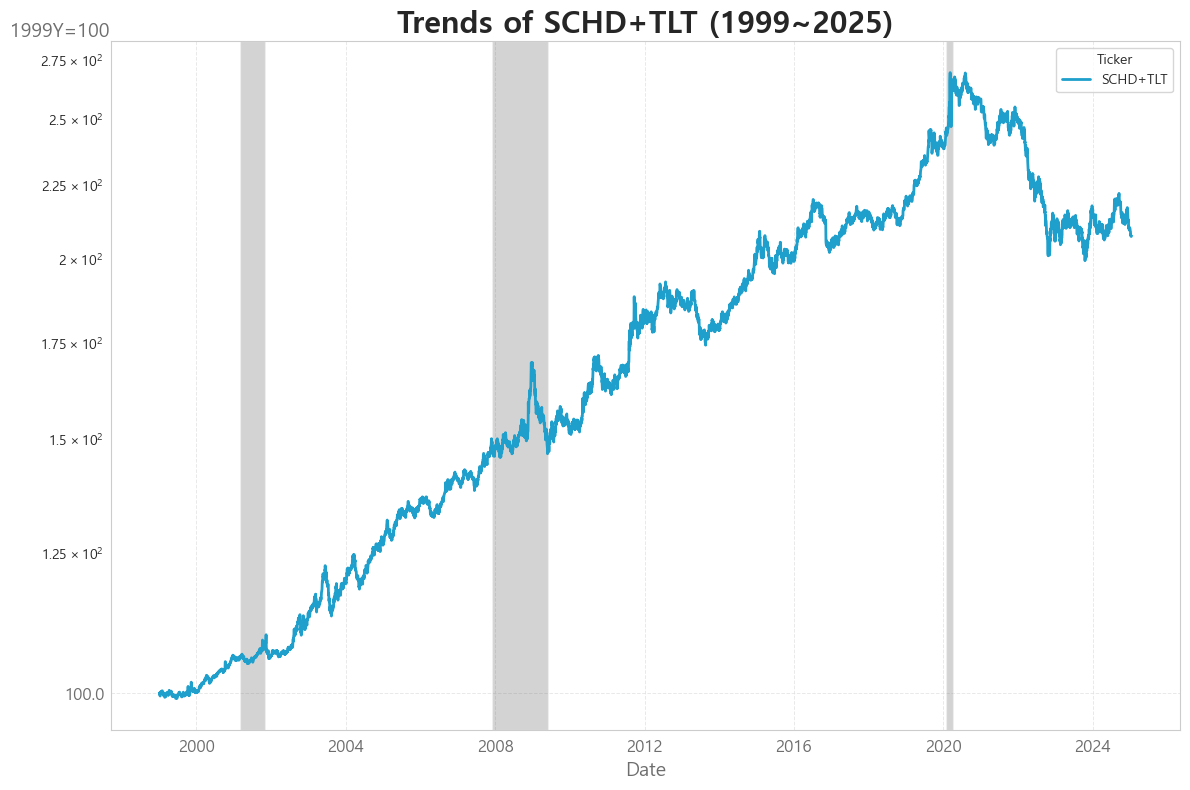 Trends of SCHD+TLT (1999~2025)
1999Y=100
2.75 × 10²
2.5 × 10²
2.25 × 10²
2 × 10²
1.75 × 10²
1.5 × 10²
1.25 × 10²
100.0
Ticker
SCHD+TLT
2000 2004 2008 2012 2016 2020 2024
Date